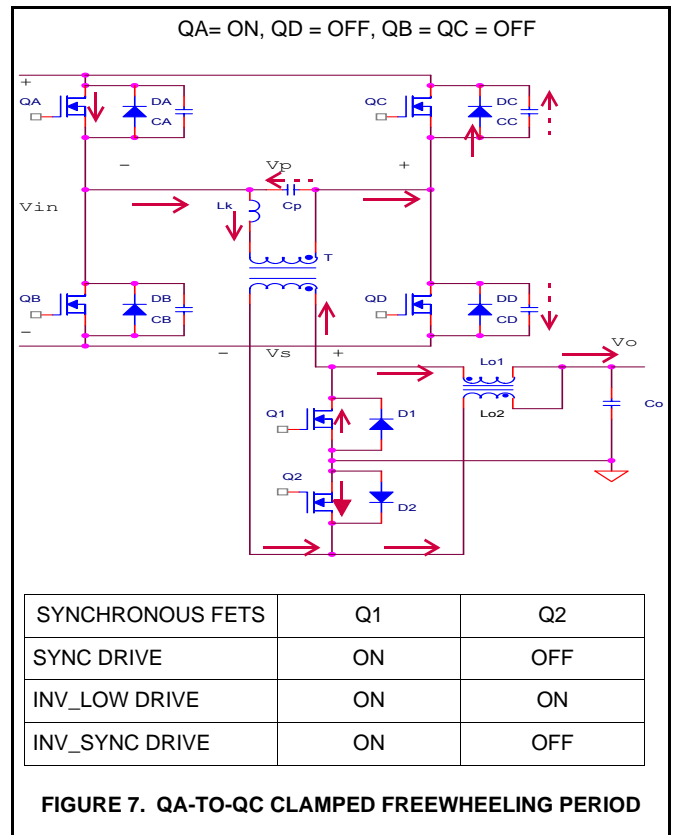 QA= ON, QD = OFF, QB = QC = OFF
+
QA
DA
CA
QC
DC
CC
–
Vp
+
Vin
Lk
Cp
T
QB
DB
CB
QD
DD
CD
–
– Vs +
Vo
Lo1
Lo2
Co
Q1
D1
Q2
D2
SYNCHRONOUS FETS Q1 Q2
SYNC DRIVE ON OFF
INV_LOW DRIVE ON ON
INV_SYNC DRIVE ON OFF
FIGURE 7. QA-TO-QC CLAMPED FREEWHEELING PERIOD